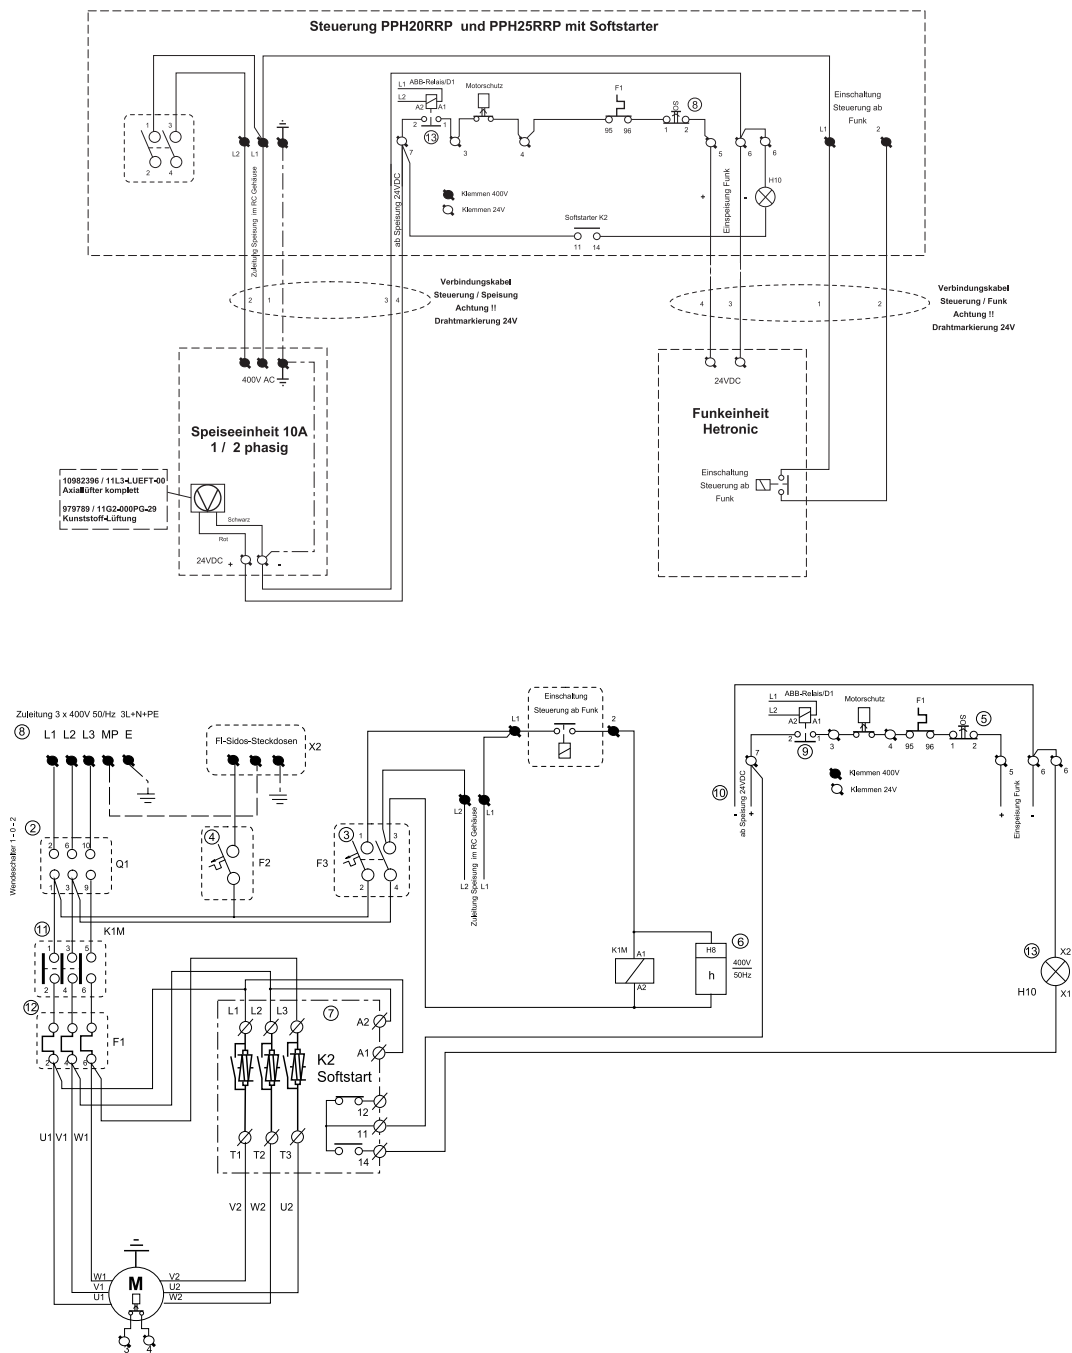 Steuerung PPH20RRP und PPH25RRP mit Softstarter
L1 ABB-Relais/D1
L2
A2 A1
2 1
13
Motorschutz
F1
SOS
8
Einschaltung
Steuerung ab
Funk
1 3
2 4
L2 L1
7 3 4
95 96
1 2
5 6 6
L1 2
H10
Klemmen 400V
Klemmen 24V
Zuleitung Speisung im RC Gehäuse
ab Speisung 24VDC
Softstarter K2
11 14
+ Einspeisung Funk -
2 1 3 4
Verbindungskabel
Steuerung / Speisung
Achtung !!
Drahtmarkierung 24V
4 3 1 2
Verbindungskabel
Steuerung / Funk
Achtung !!
Drahtmarkierung 24V
400V AC
Speiseeinheit 10A
1 / 2 phasig
10982396 / 11L3-LUEFT-00
Axiallüfter komplett
979789 / 11G2-000PG-29
Kunststoff-Lüftung
Schwarz
Rot
24VDC + -
24VDC
Funkeinheit
Hetronic
Einschaltung
Steuerung ab
Funk
Zuleitung 3 x 400V 50/Hz 3L+N+PE
8 L1 L2 L3 MP E
FI-Sidos-Steckdosen X2
Einschaltung
Steuerung ab Funk
L1 2
L1 ABB-Relais/D1
L2
A2 A1
2 1
9
Motorschutz
F1
SOS
5
7 3 4
95 96
1 2
5 6 6
Klemmen 400V
Klemmen 24V
10
- +
ab Speisung 24VDC
+ Einspeisung Funk -
Wendeschalter 1 - 0 - 2
2
2 6 10
Q1
1 3 9
4 F2
F3 3
1 3
2 4
L2 L1
Zuleitung Speisung im RC Gehäuse
L2 L1
11 K1M
1 3 5
2 4 6
12
F1
2 4 6
K1M A1
A2
H8
h
6
400V
50Hz
13 X2
H10 X1
L1 L2 L3 7
A2
A1
K2
Softstart
12
11
14
T1 T2 T3
U1 V1 W1
V2 W2 U2
W1 V2
V1 M U2
U1 W2
3 4